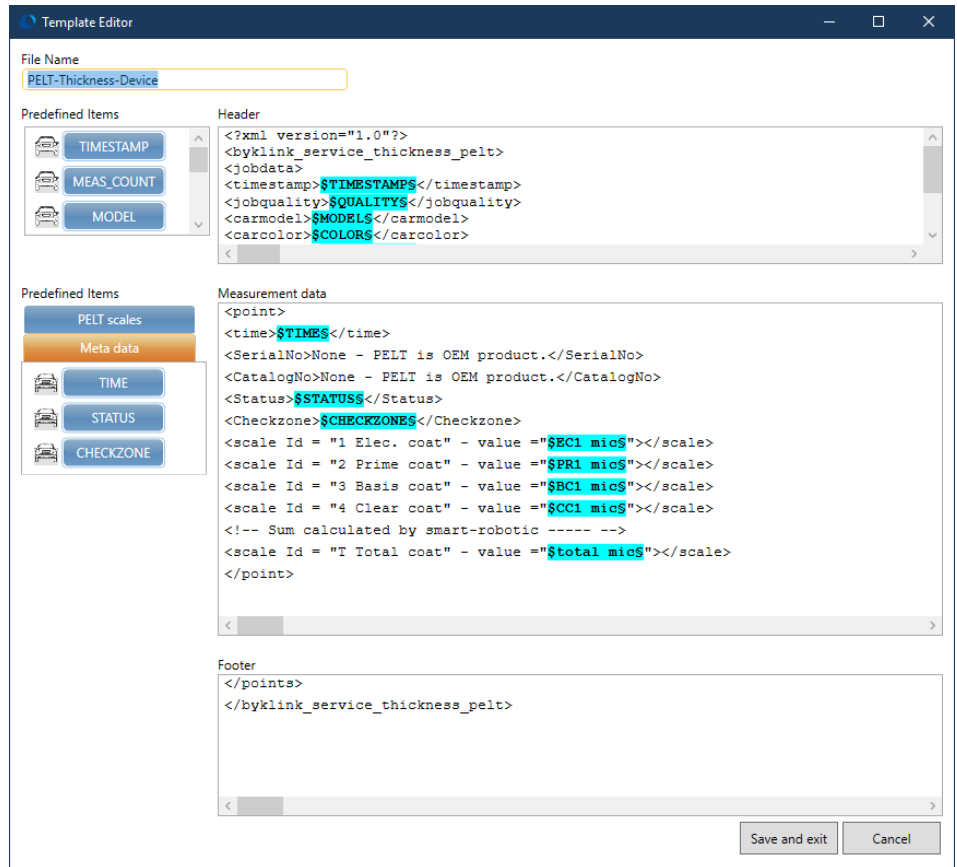 Template Editor
File Name
PELT-Thickness-Device
Predefined Items
TIMESTAMP
MEAS_COUNT
MODEL
Header
<?xml version="1.0"?>
<byklink_service_thickness_pelt>
<jobdata>
<timestamp>$TIMESTAMP§</timestamp>
<jobquality>$QUALITY§</jobquality>
<carmodel>$MODEL§</carmodel>
<carcolor>$COLOR§</carcolor>
Predefined Items
PELT scales
Meta data
TIME
STATUS
CHECKZONE
Measurement data
<point>
<time>$TIME§</time>
<SerialNo>None - PELT is OEM product.</SerialNo>
<CatalogNo>None - PELT is OEM product.</CatalogNo>
<Status>$STATUS§</Status>
<Checkzone>$CHECKZONE§</Checkzone>
<scale Id = "1 Elec. coat" - value ="$EC1 mic§"></scale>
<scale Id = "2 Prime coat" - value ="$PR1 mic§"></scale>
<scale Id = "3 Basis coat" - value ="$BC1 mic§"></scale>
<scale Id = "4 Clear coat" - value ="$CC1 mic§"></scale>
<!-- Sum calculated by smart-robotic ----- -->
<scale Id = "T Total coat" - value ="$total mic§"></scale>
</point>
Footer
</points>
</byklink_service_thickness_pelt>
Save and exit
Cancel